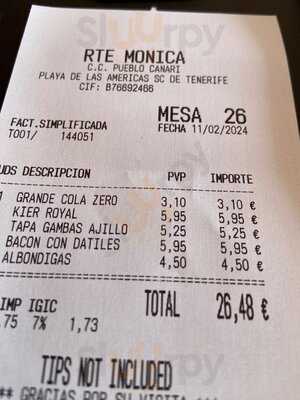 RTE MONICA
C.C. PUEBLO CANARI
PLAYA DE LAS AMERICAS SC DE TENERIFE
CIF: B76692466
MESA 26
FACT.SIMPLIFICADA FECHA 11/02/2024
T001/ 144051
UDS DESCRIPCION PVP IMPORTE
1 GRANDE COLA ZERO 3,10 3,10 €
KIER ROYAL 5,95 5,95 €
TAPA GAMBAS AJILLO 5,25 5,25 €
BACON CON DATILES 5,95 5,95 €
ALBONDIGAS 4,50 4,50 €
IMP IGIC TOTAL 26,48 €
,75 7% 1,73
TIPS NOT INCLUDED
** GRACIAS POR SU VISITA **